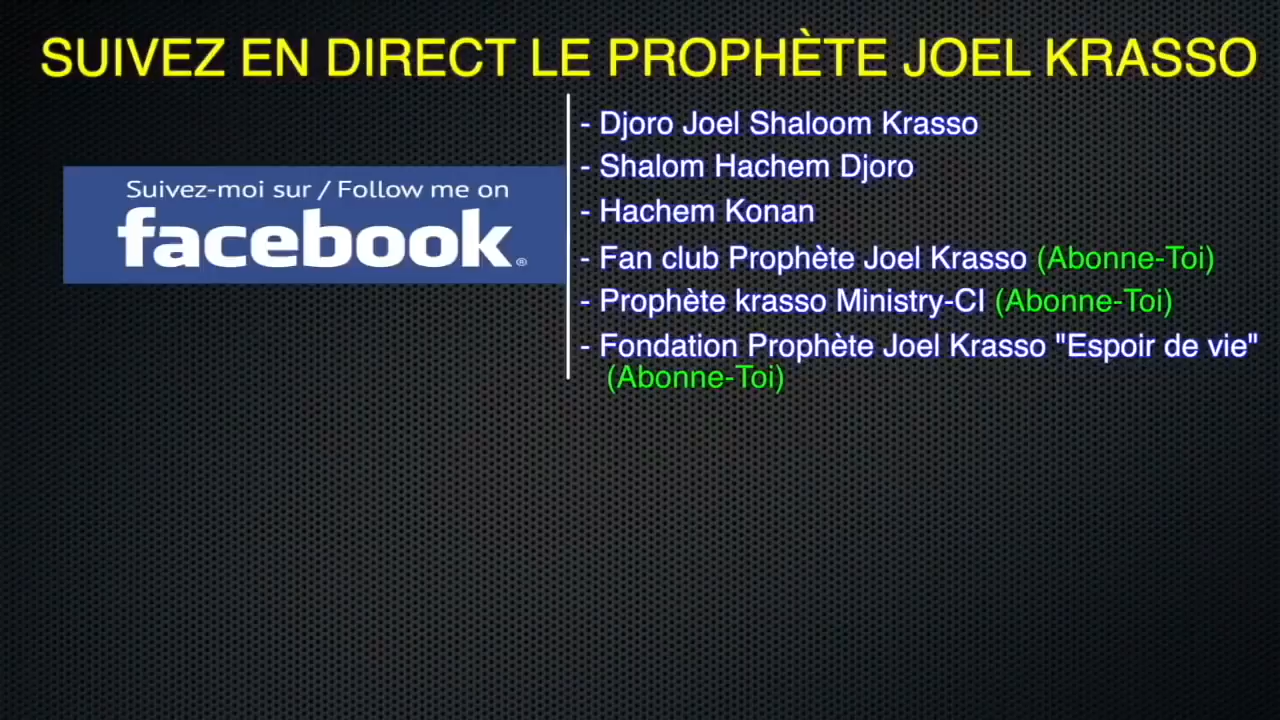 SUIVEZ EN DIRECT LE PROPHÈTE JOEL KRASSO
Suivez-moi sur / Follow me on
facebook®
- Djoro Joel Shaloom Krasso
- Shalom Hachem Djoro
- Hachem Konan
- Fan club Prophète Joel Krasso (Abonne-Toi)
- Prophète krasso Ministry-CI (Abonne-Toi)
- Fondation Prophète Joel Krasso "Espoir de vie"
(Abonne-Toi)